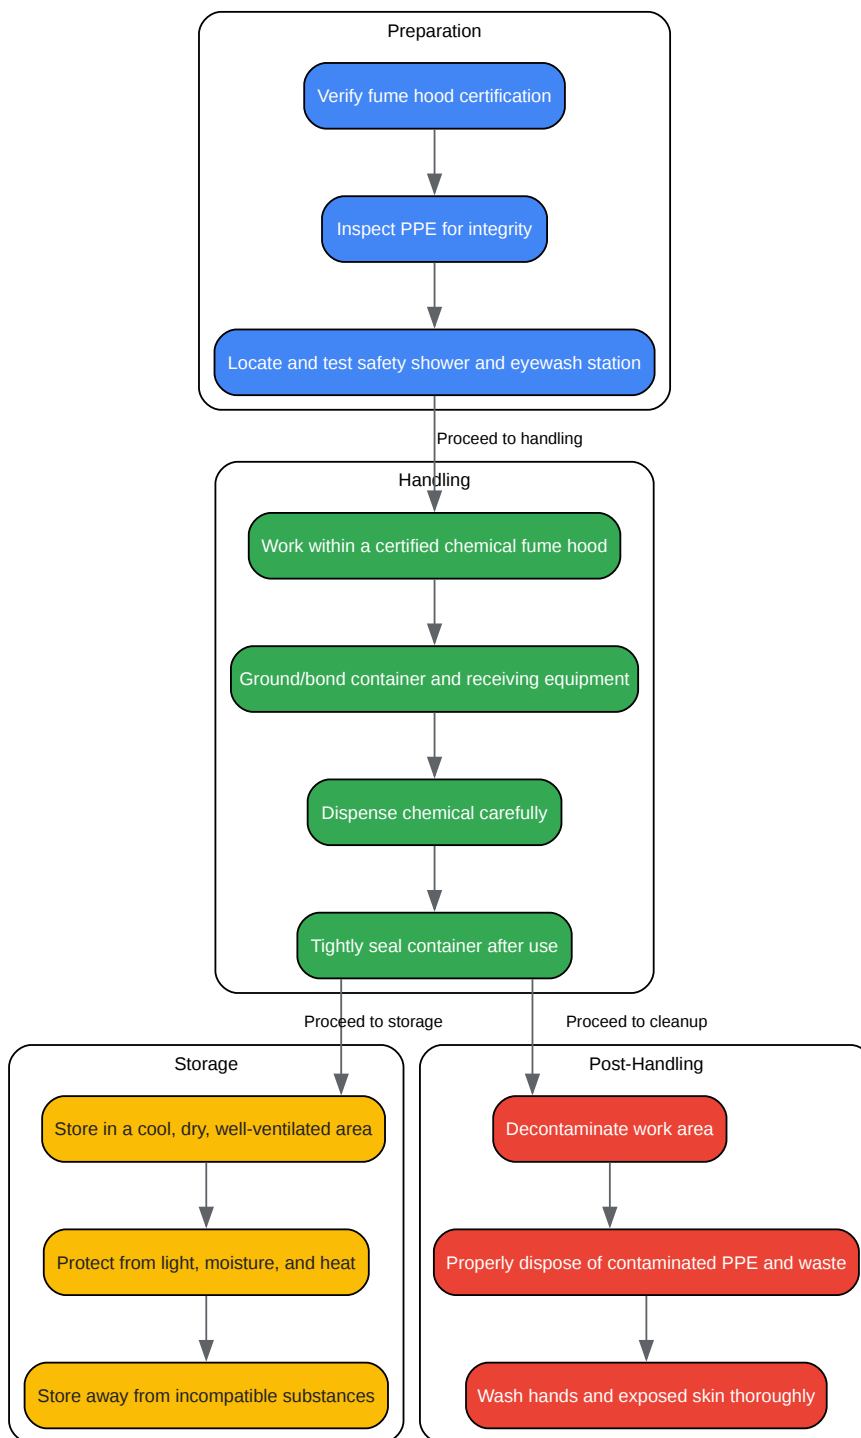 Preparation
Verify fume hood certification
Inspect PPE for integrity
Locate and test safety shower and eyewash station
Proceed to handling
Handling
Work within a certified chemical fume hood
Ground/bond container and receiving equipment
Dispense chemical carefully
Tightly seal container after use
Proceed to storage
Proceed to cleanup
Storage
Store in a cool, dry, well-ventilated area
Protect from light, moisture, and heat
Store away from incompatible substances
Post-Handling
Decontaminate work area
Properly dispose of contaminated PPE and waste
Wash hands and exposed skin thoroughly